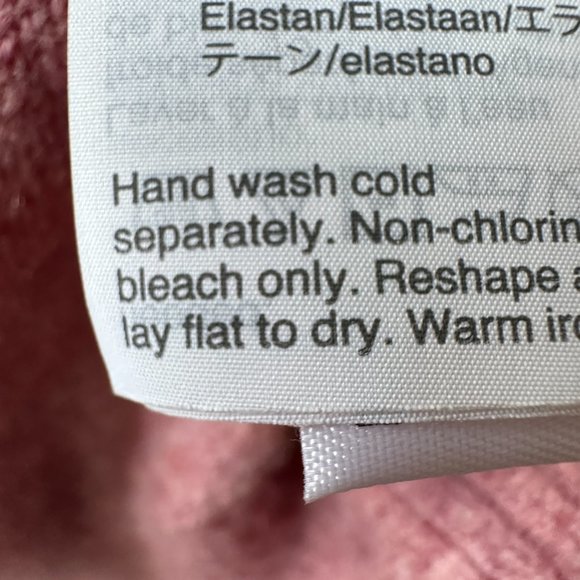 Elastan/Elastaan/エラ
テーン/elastano
Hand wash cold
separately. Non-chlorin
bleach only. Reshape a
lay flat to dry. Warm iro